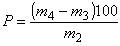 P = (m₄ − m₃)100 / m₂